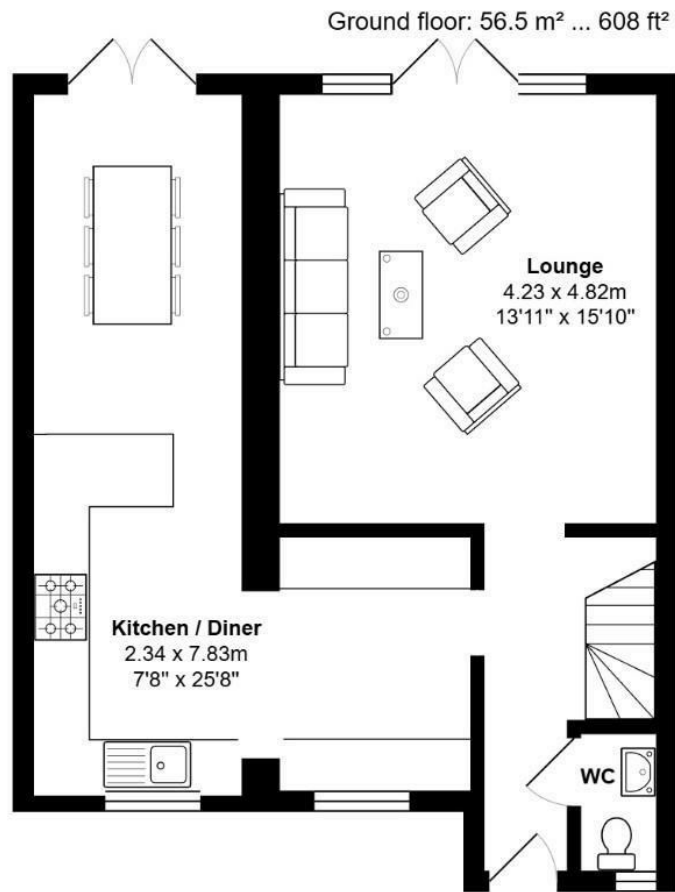 Ground floor: 56.5 m² ... 608 ft²
Lounge
4.23 x 4.82m
13'11" x 15'10"
Kitchen / Diner
2.34 x 7.83m
7'8" x 25'8"
WC